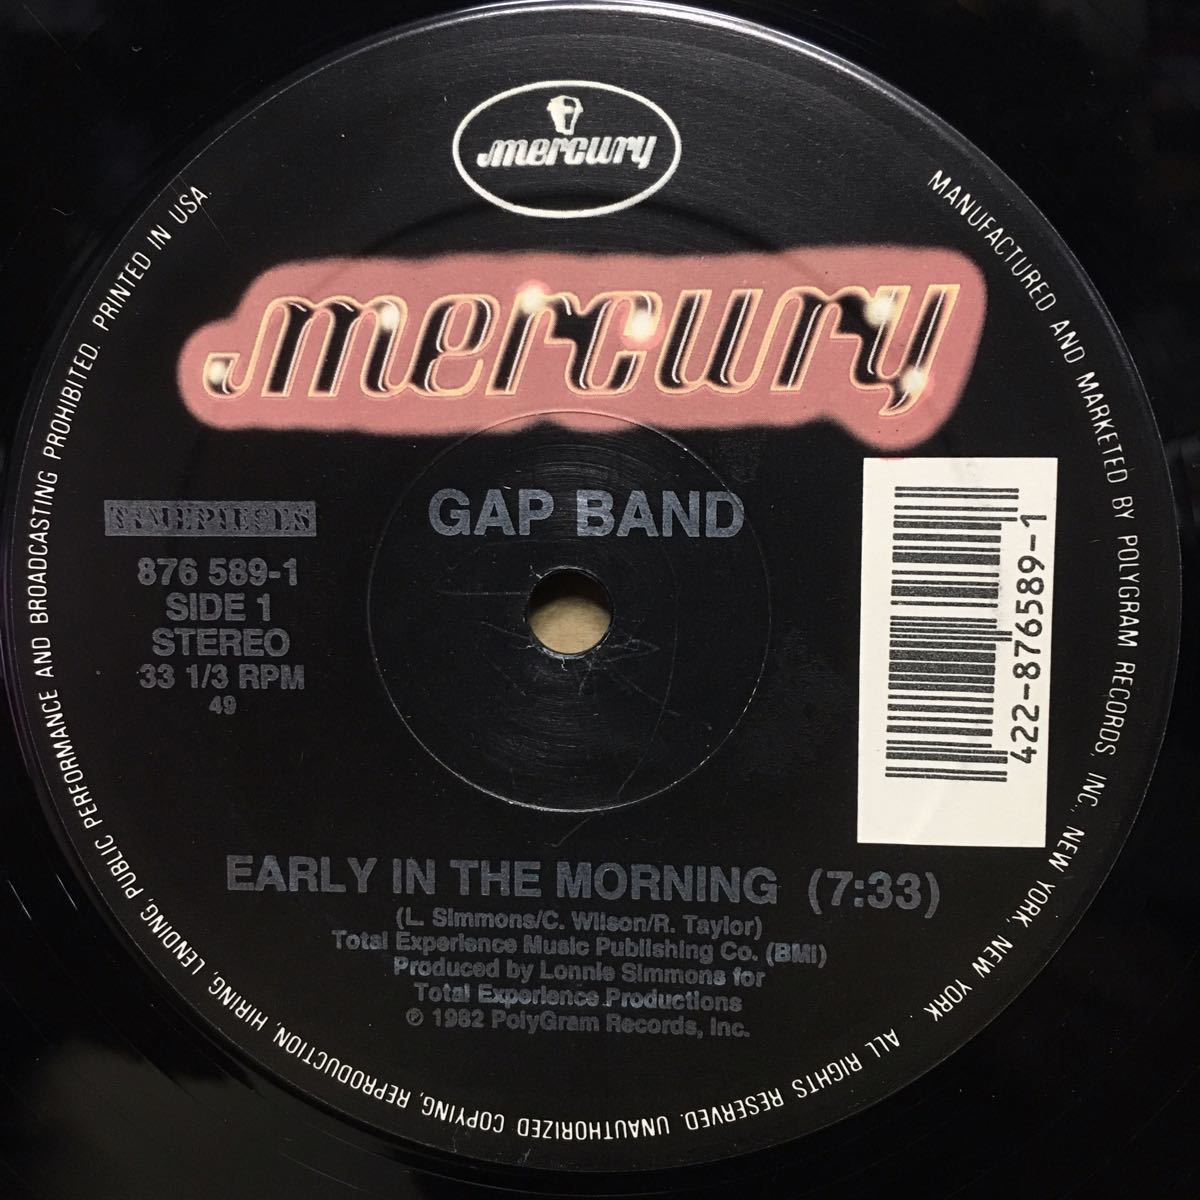 mercury
mercury
TIMEPIECES
876 589-1
SIDE 1
STEREO
33 1/3 RPM
49
GAP BAND
422-876589-1
EARLY IN THE MORNING (7:33)
(L. Simmons/C. Wilson/R. Taylor)
Total Experience Music Publishing Co. (BMI)
Produced by Lonnie Simmons for
Total Experience Productions
℗ 1982 PolyGram Records, Inc.
MANUFACTURED AND MARKETED BY POLYGRAM RECORDS, INC., NEW YORK, NEW YORK. ALL RIGHTS RESERVED. UNAUTHORIZED COPYING, REPRODUCTION, HIRING, LENDING, PUBLIC PERFORMANCE AND BROADCASTING PROHIBITED. PRINTED IN USA.